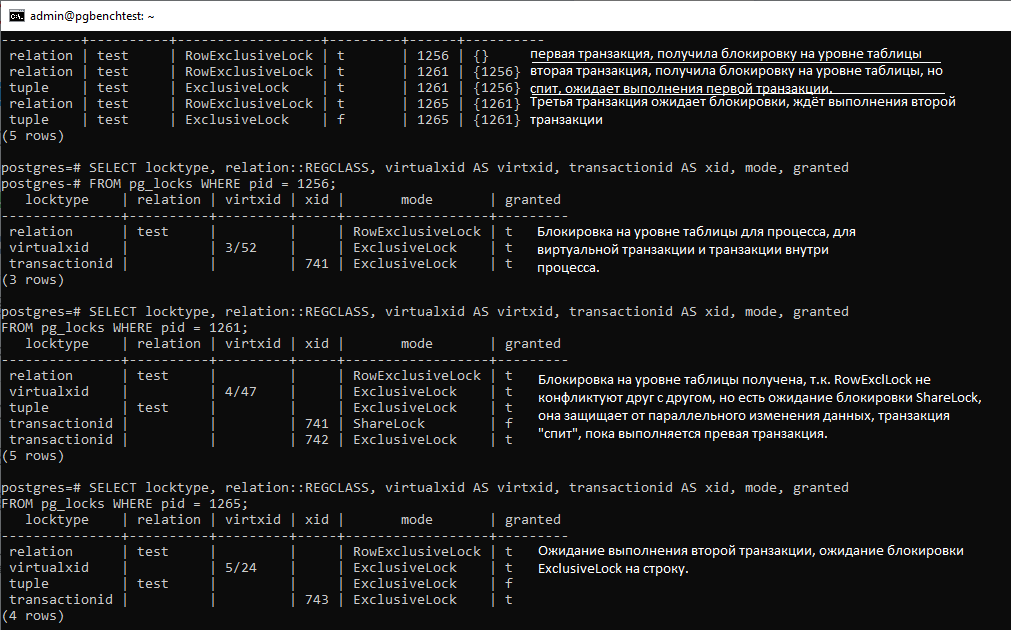 admin@pgbenchtest: ~
----------+----------+------------------+---------+------+----------
relation | test | RowExclusiveLock | t | 1256 | {} первая транзакция, получила блокировку на уровне таблицы
relation | test | RowExclusiveLock | t | 1261 | {1256} вторая транзакция, получила блокировку на уровне таблицы, но
tuple | test | ExclusiveLock | t | 1261 | {1256} спит, ожидает выполнения первой транзакции.
relation | test | RowExclusiveLock | t | 1265 | {1261} Третья транзакция ожидает блокировки, ждёт выполнения второй
tuple | test | ExclusiveLock | f | 1265 | {1261} транзакции
(5 rows)
postgres=# SELECT locktype, relation::REGCLASS, virtualxid AS virtxid, transactionid AS xid, mode, granted
postgres-# FROM pg_locks WHERE pid = 1256;
locktype | relation | virtxid | xid | mode | granted
---------------+----------+---------+-----+------------------+---------
relation | test | | | RowExclusiveLock | t Блокировка на уровне таблицы для процесса, для
virtualxid | | 3/52 | | ExclusiveLock | t виртуальной транзакции и транзакции внутри
transactionid | | | 741 | ExclusiveLock | t процесса.
(3 rows)
postgres=# SELECT locktype, relation::REGCLASS, virtualxid AS virtxid, transactionid AS xid, mode, granted
FROM pg_locks WHERE pid = 1261;
locktype | relation | virtxid | xid | mode | granted
---------------+----------+---------+-----+------------------+---------
relation | test | | | RowExclusiveLock | t Блокировка на уровне таблицы получена, т.к. RowExclLock не
virtualxid | | 4/47 | | ExclusiveLock | t конфликтуют друг с другом, но есть ожидание блокировки ShareLock,
tuple | test | | | ExclusiveLock | t она защищает от параллельного изменения данных, транзакция
transactionid | | | 741 | ShareLock | f "спит", пока выполняется превая транзакция.
transactionid | | | 742 | ExclusiveLock | t
(5 rows)
postgres=# SELECT locktype, relation::REGCLASS, virtualxid AS virtxid, transactionid AS xid, mode, granted
FROM pg_locks WHERE pid = 1265;
locktype | relation | virtxid | xid | mode | granted
---------------+----------+---------+-----+------------------+---------
relation | test | | | RowExclusiveLock | t Ожидание выполнения второй транзакции, ожидание блокировки
virtualxid | | 5/24 | | ExclusiveLock | t ExclusiveLock на строку.
tuple | test | | | ExclusiveLock | f
transactionid | | | 743 | ExclusiveLock | t
(4 rows)